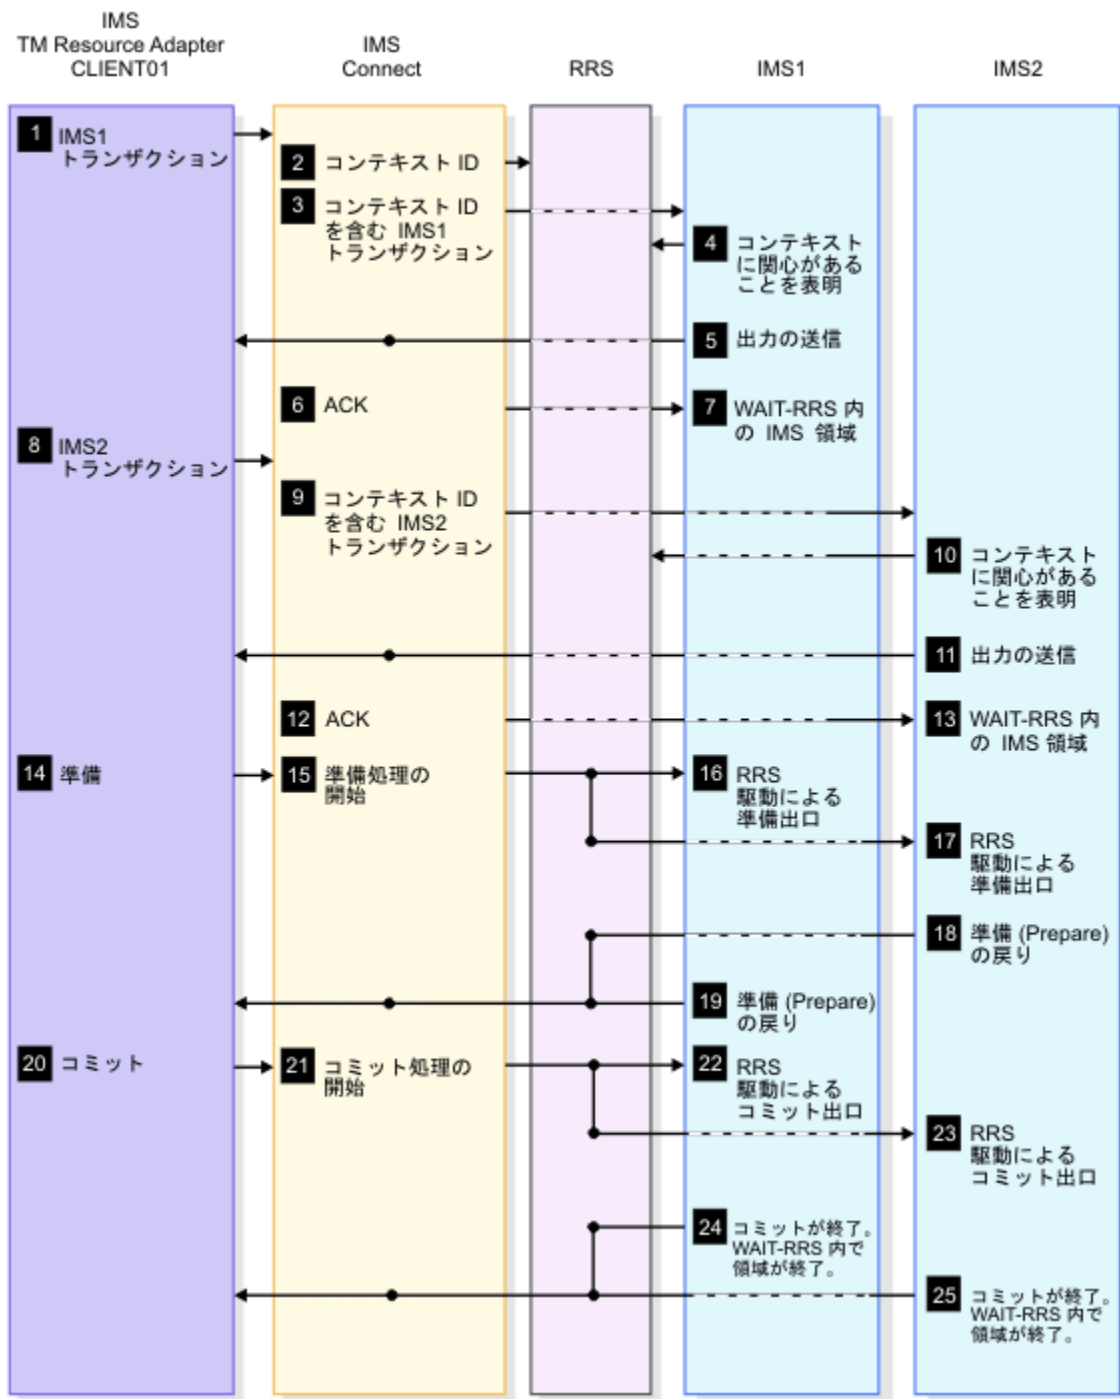 IMS
TM Resource Adapter
CLIENT01
IMS
Connect
RRS
IMS1
IMS2
1 IMS1
トランザクション
2 コンテキスト ID
3 コンテキスト ID
を含む IMS1
トランザクション
4 コンテキスト
に関心がある
ことを表明
5 出力の送信
6 ACK
7 WAIT-RRS 内
の IMS 領域
8 IMS2
トランザクション
9 コンテキスト ID
を含む IMS2
トランザクション
10 コンテキスト
に関心がある
ことを表明
11 出力の送信
12 ACK
13 WAIT-RRS 内
の IMS 領域
14 準備
15 準備処理の
開始
16 RRS
駆動による
準備出口
17 RRS
駆動による
準備出口
18 準備 (Prepare)
の戻り
19 準備 (Prepare)
の戻り
20 コミット
21 コミット処理の
開始
22 RRS
駆動による
コミット出口
23 RRS
駆動による
コミット出口
24 コミットが終了。
WAIT-RRS 内で
領域が終了。
25 コミットが終了。
WAIT-RRS 内で
領域が終了。